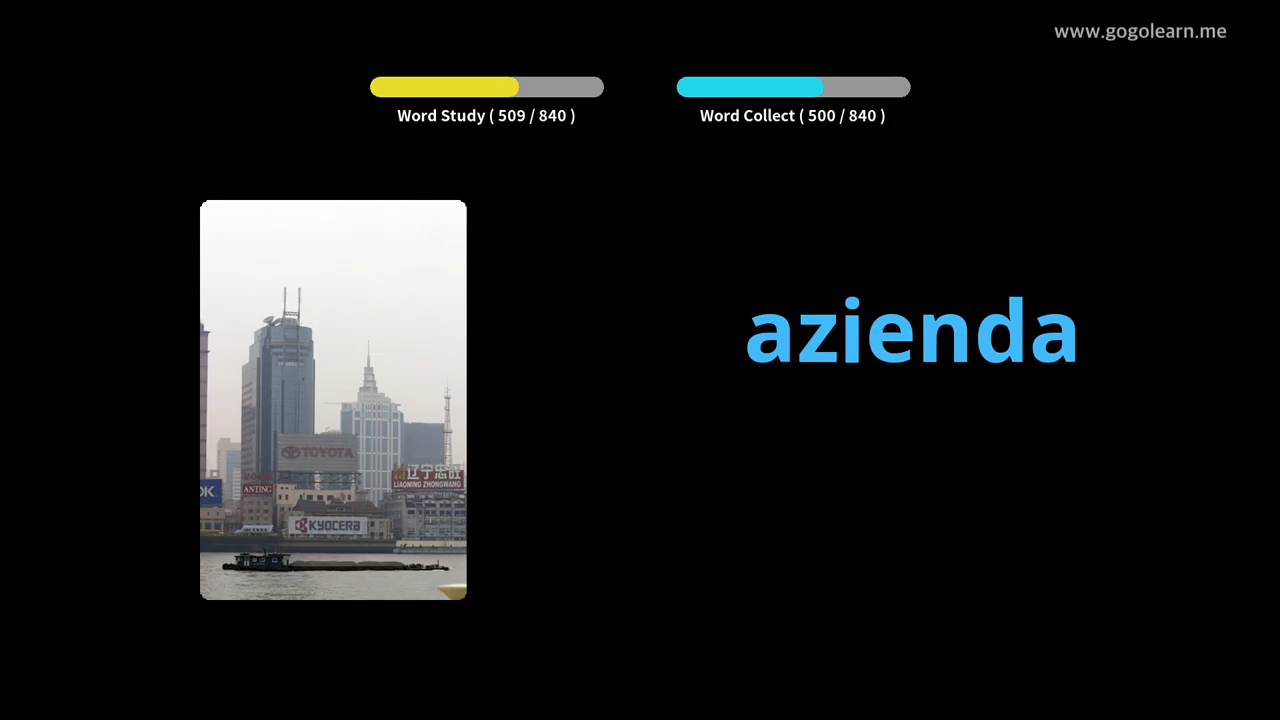 www.gogolearn.me
Word Study ( 509 / 840 )
Word Collect ( 500 / 840 )
azienda
TOYOTA
辽宁忠旺
LIAONING ZHONGWANG
OK
ANTING
KYOCERA